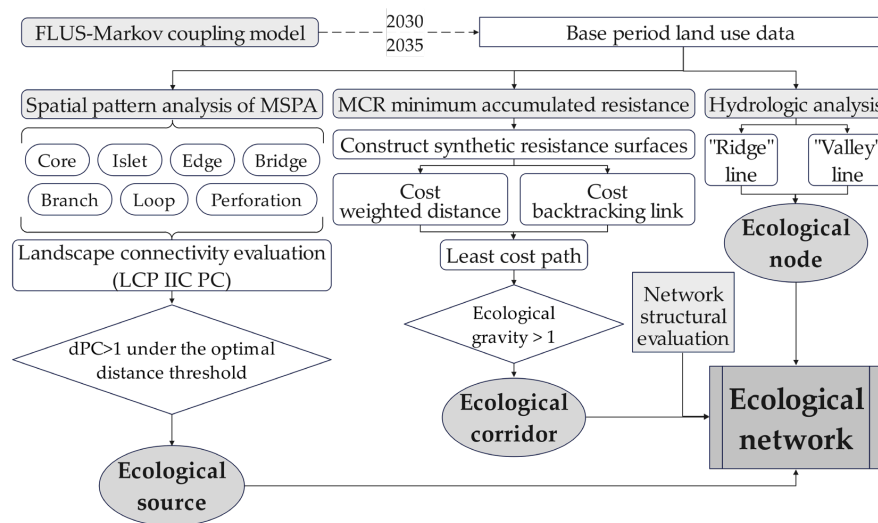 FLUS-Markov coupling model
2030
2035
Base period land use data
Spatial pattern analysis of MSPA
MCR minimum accumulated resistance
Hydrologic analysis
Core
Islet
Edge
Bridge
Branch
Loop
Perforation
Construct synthetic resistance surfaces
"Ridge"
line
"Valley"
line
Cost
weighted distance
Cost
backtracking link
Landscape connectivity evaluation
(LCP IIC PC)
Least cost path
Ecological
node
Ecological
gravity > 1
Network
structural
evaluation
dPC>1 under the optimal
distance threshold
Ecological
corridor
Ecological
network
Ecological
source